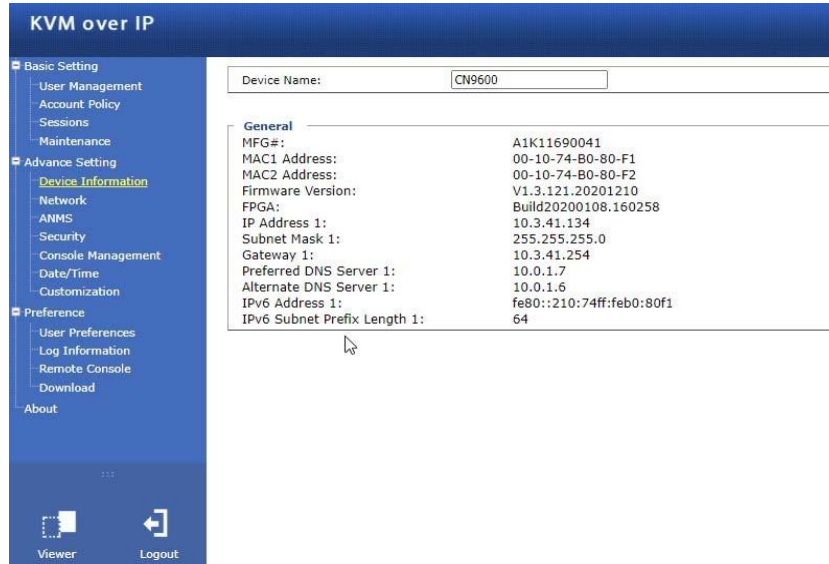 KVM over IP
Basic Setting
User Management
Account Policy
Sessions
Maintenance
Advance Setting
Device Information
Network
ANMS
Security
Console Management
Date/Time
Customization
Preference
User Preferences
Log Information
Remote Console
Download
About
Viewer
Logout
Device Name: CN9600
General
MFG#: A1K11690041
MAC1 Address: 00-10-74-B0-80-F1
MAC2 Address: 00-10-74-B0-80-F2
Firmware Version: V1.3.121.20201210
FPGA: Build20200108.160258
IP Address 1: 10.3.41.134
Subnet Mask 1: 255.255.255.0
Gateway 1: 10.3.41.254
Preferred DNS Server 1: 10.0.1.7
Alternate DNS Server 1: 10.0.1.6
IPv6 Address 1: fe80::210:74ff:feb0:80f1
IPv6 Subnet Prefix Length 1: 64